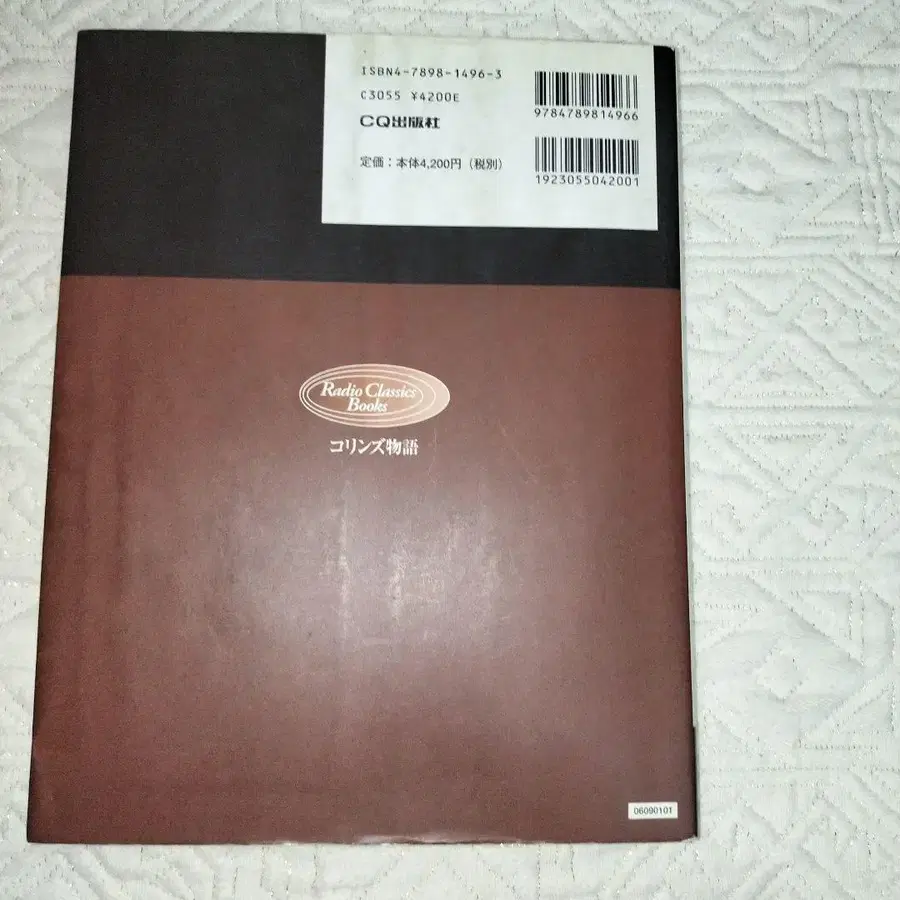 ISBN4-7898-1496-3
C3055 ¥4200E
CQ出版社
定価：本体4,200円（税別）
9784789814966
1923055042001
Radio Classics
Books
コリンズ物語
06090101